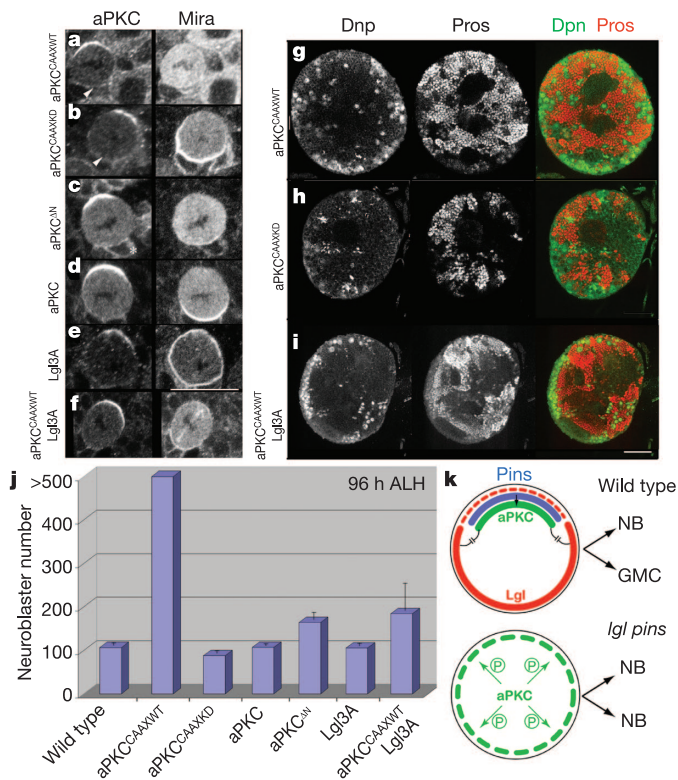 aPKC Mira
a aPKCCAAXWT
b aPKCCAAXKD
c aPKCΔN
*
d aPKC
e Lgl3A
f aPKCCAAXWT
Lgl3A
Dnp Pros Dpn Pros
g aPKCCAAXWT
h aPKCCAAXKD
i aPKCCAAXWT
Lgl3A
j
96 h ALH
Neuroblaster number
>500
400
300
200
100
0
Wild type
aPKCCAAXWT
aPKCCAAXKD
aPKC
aPKCΔN
Lgl3A
aPKCCAAXWT
Lgl3A
k
Pins
aPKC
Lgl
Wild type
NB
GMC
lgl pins
P P
aPKC
P P
NB
NB